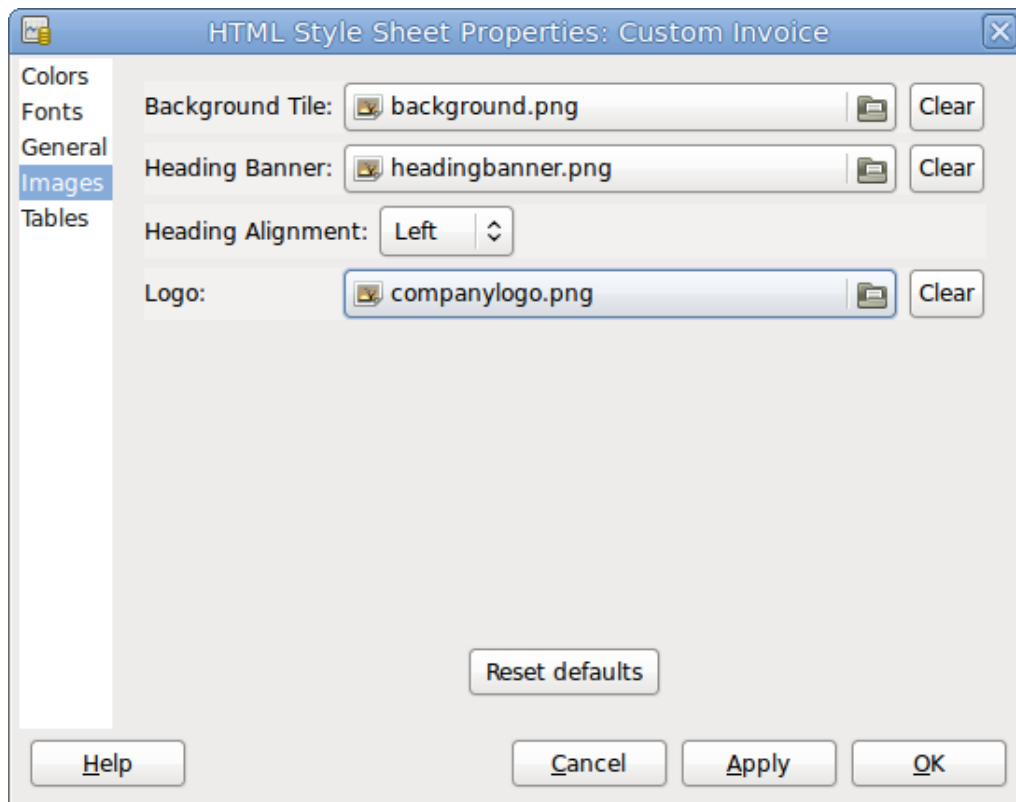 HTML Style Sheet Properties: Custom Invoice
Colors
Fonts
General
Images
Tables
Background Tile: background.png Clear
Heading Banner: headingbanner.png Clear
Heading Alignment: Left
Logo: companylogo.png Clear
Reset defaults
Help Cancel Apply OK